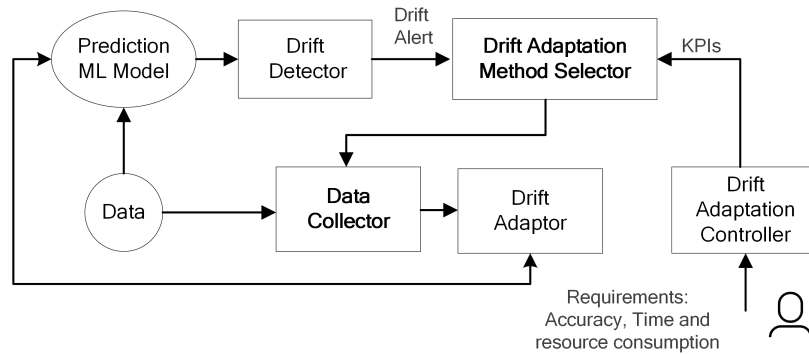 Prediction
ML Model
Drift
Detector
Drift
Alert
Drift Adaptation
Method Selector
KPIs
Data
Data
Collector
Drift
Adaptor
Drift
Adaptation
Controller
Requirements:
Accuracy, Time and
resource consumption